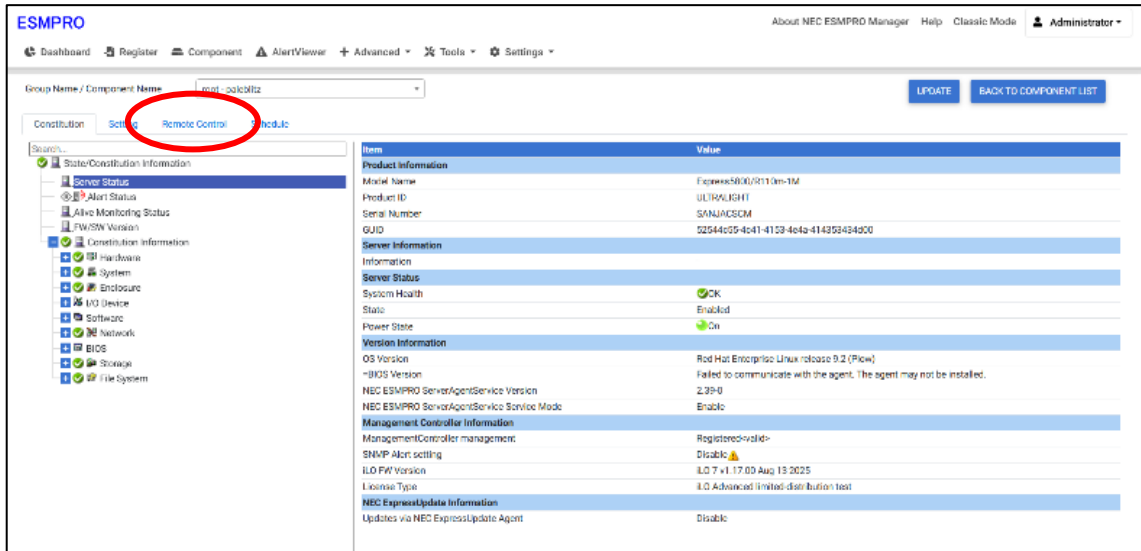 ESMPRO
About NEC ESMPRO Manager Help Classic Mode Administrator
Dashboard Register Component AlertViewer Advanced Tools Settings
Group Name / Component Name root - paleblitz
UPDATE BACK TO COMPONENT LIST
Constitution Setting Remote Control Schedule
Search...
State/Constitution Information
Server Status
Alert Status
Alive Monitoring Status
FW/SW Version
Constitution Information
Hardware
System
Enclosure
I/O Device
Software
Network
BIOS
Storage
File System
Item Value
Product Information
Model Name Express5800/R110m-1M
Product ID ULTRALIGHT
Serial Number SANJACSCM
GUID
Server Information
Information
Server Status
System Health OK
State Enabled
Power State On
Version Information
OS Version Red Hat Enterprise Linux release 9.2 (Plow)
BIOS Version Failed to communicate with the agent. The agent may not be installed.
NEC ESMPRO ServerAgentService Version 2.39-0
NEC ESMPRO ServerAgentService Service Mode Enable
Management Controller Information
ManagementController management Registered<valid>
SNMP Alert setting Disable
iLO FW Version iLO 7 v1.17.00 Aug 13 2025
License Type iLO Advanced limited-distribution test
NEC ExpressUpdate Information
Updates via NEC ExpressUpdate Agent Disable